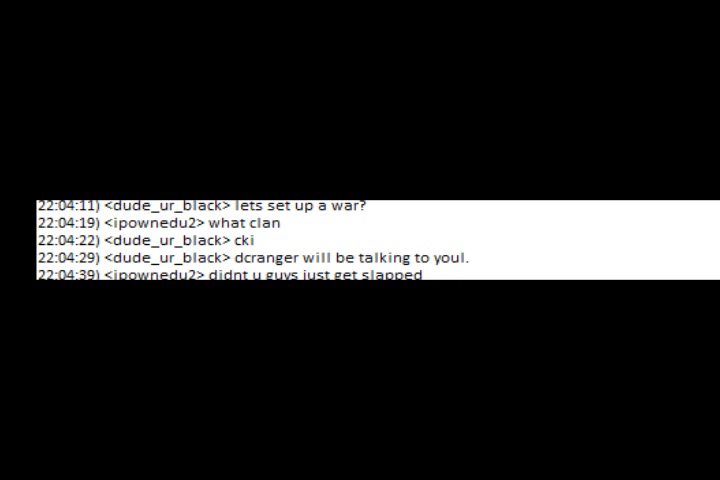 22:04:11) <dude_ur_black> lets set up a war?
22:04:19) <ipownedu2> what clan
22:04:22) <dude_ur_black> cki
22:04:29) <dude_ur_black> dcranger will be talking to youl.
22:04:39) <ipownedu2> didnt u guys just get slapped